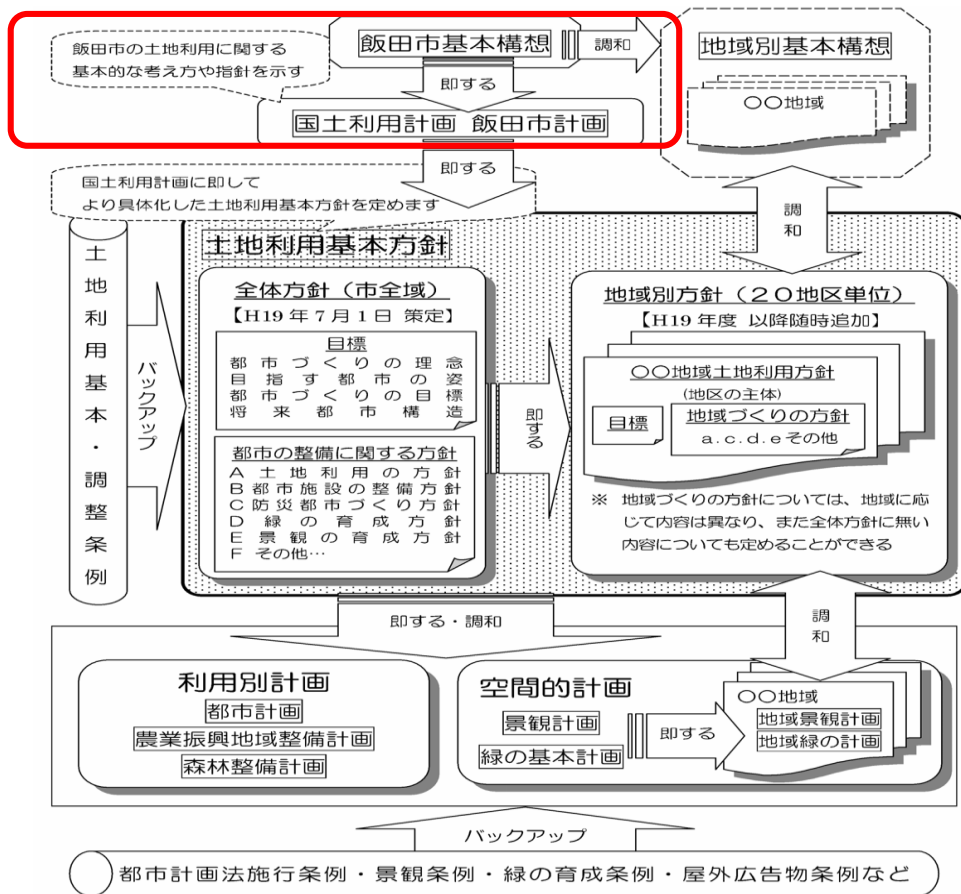 飯田市の土地利用に関する
基本的な考え方や指針を示す
飯田市基本構想
調和
地域別基本構想
〇〇地域
即する
国土利用計画 飯田市計画
即する
国土利用計画に即して
より具体化した土地利用基本方針を定めます
調和
土地利用基本・調整条例
バックアップ
土地利用基本方針
全体方針（市全域）
【H19年7月1日 策定】
目標
都市づくりの理念
目指す都市の姿
都市づくりの目標
将来都市構造
都市の整備に関する方針
A 土地利用の方針
B 都市施設の整備方針
C 防災都市づくり方針
D 緑の育成方針
E 景観の育成方針
F その他…
即する
地域別方針（２０地区単位）
【H19年度 以降随時追加】
〇〇地域土地利用方針
(地区の主体)
目標
地域づくりの方針
a.c.d.eその他
※ 地域づくりの方針については、地域に応
じて内容は異なり、また全体方針に無い
内容についても定めることができる
即する・調和
調和
利用別計画
都市計画
農業振興地域整備計画
森林整備計画
空間的計画
景観計画
緑の基本計画
即する
〇〇地域
地域景観計画
地域緑の計画
バックアップ
都市計画法施行条例・景観条例・緑の育成条例・屋外広告物条例など